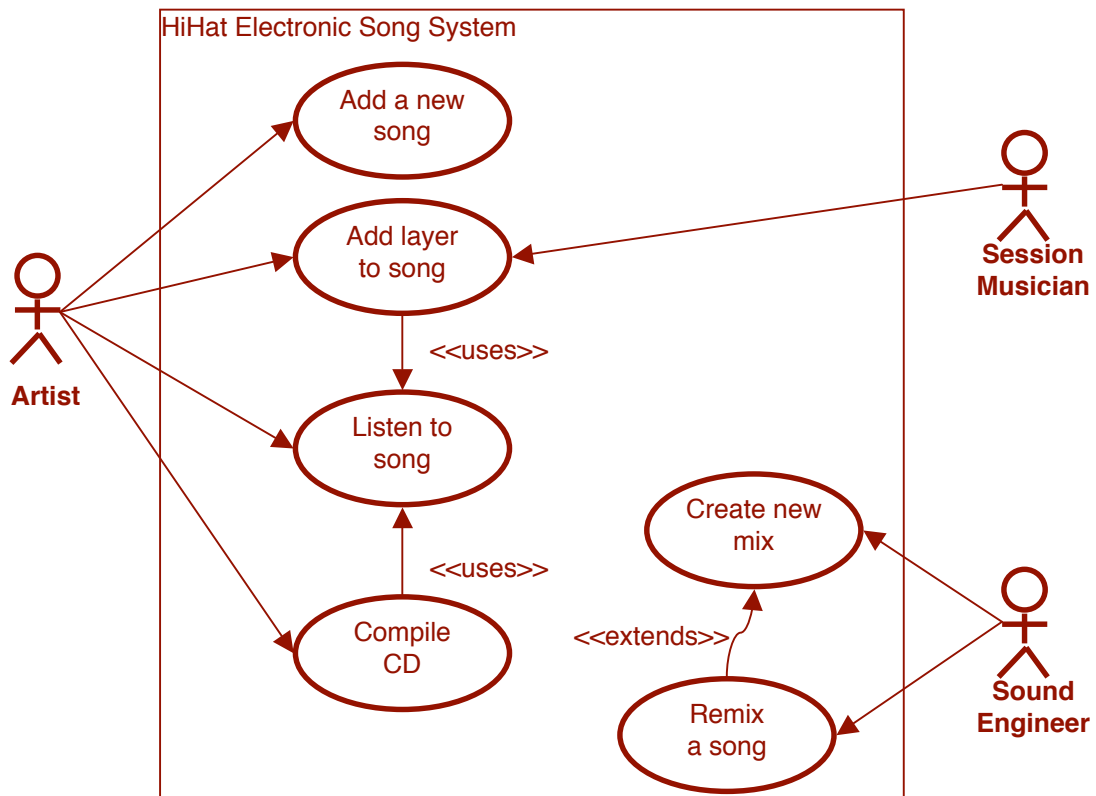 HiHat Electronic Song System
Add a new
song
Add layer
to song
Session
Musician
<<uses>>
Artist
Listen to
song
Create new
mix
<<uses>>
<<extends>>
Compile
CD
Sound
Engineer
Remix
a song